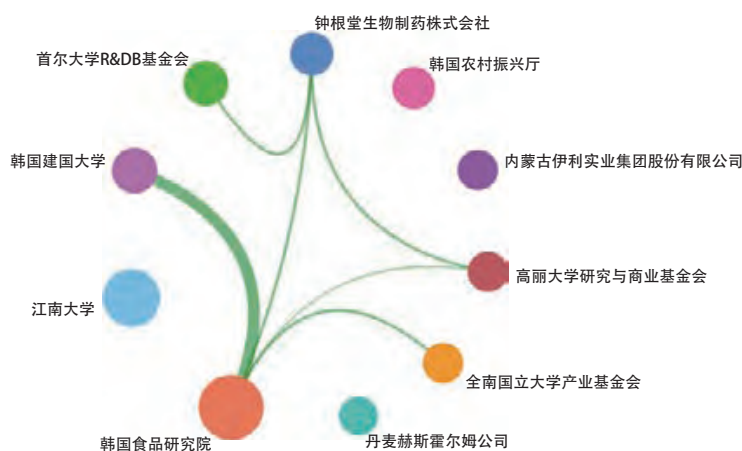 钟根堂生物制药株式会社
首尔大学R&DB基金会
韩国农村振兴厅
韩国建国大学
内蒙古伊利实业集团股份有限公司
高丽大学研究与商业基金会
江南大学
全南国立大学产业基金会
韩国食品研究院
丹麦赫斯霍尔姆公司